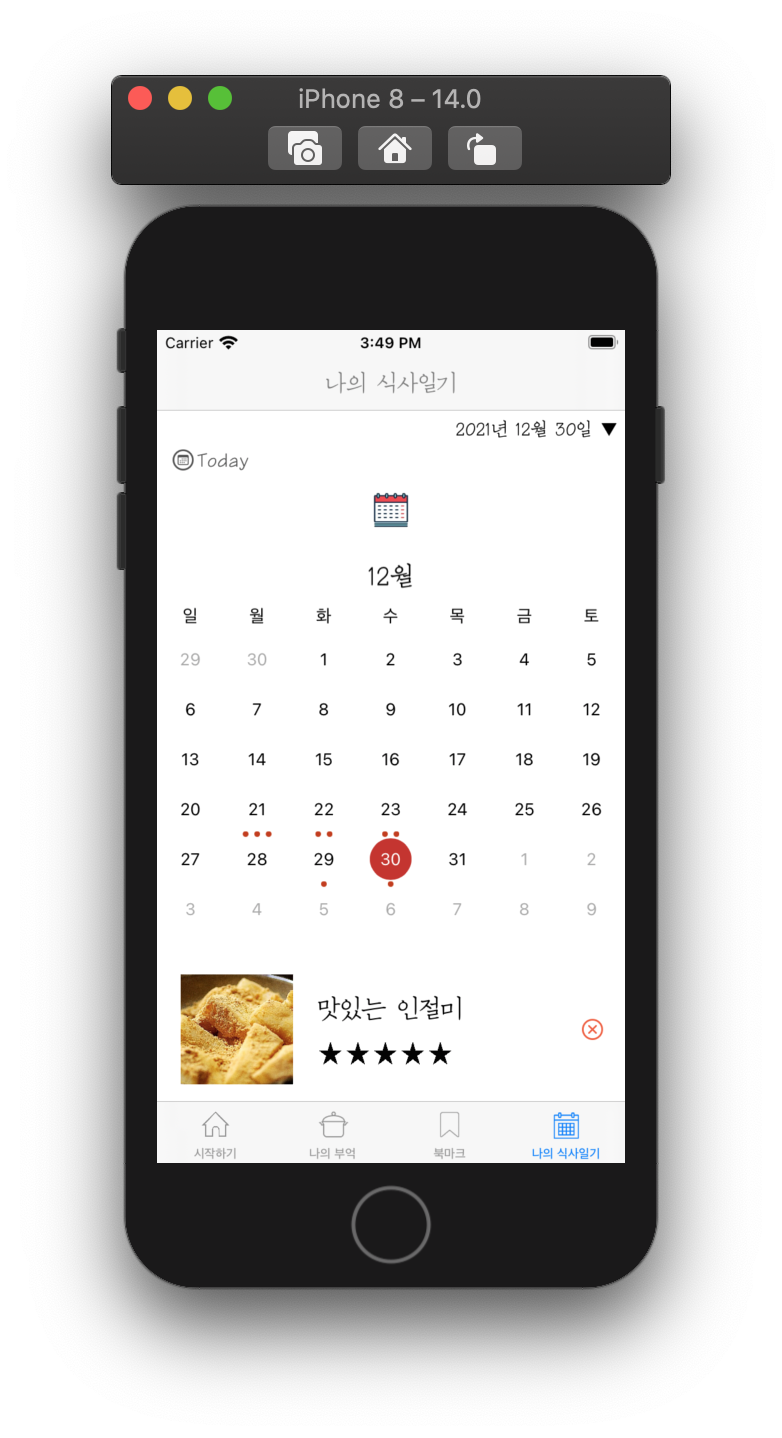 iPhone 8 – 14.0
Carrier 3:49 PM
나의 식사일기
2021년 12월 30일 ▼
Today
12월
일 월 화 수 목 금 토
29 30 1 2 3 4 5
6 7 8 9 10 11 12
13 14 15 16 17 18 19
20 21 22 23 24 25 26
27 28 29 30 31 1 2
3 4 5 6 7 8 9
맛있는 인절미
★★★★★
시작하기 나의 부엌 북마크 나의 식사일기